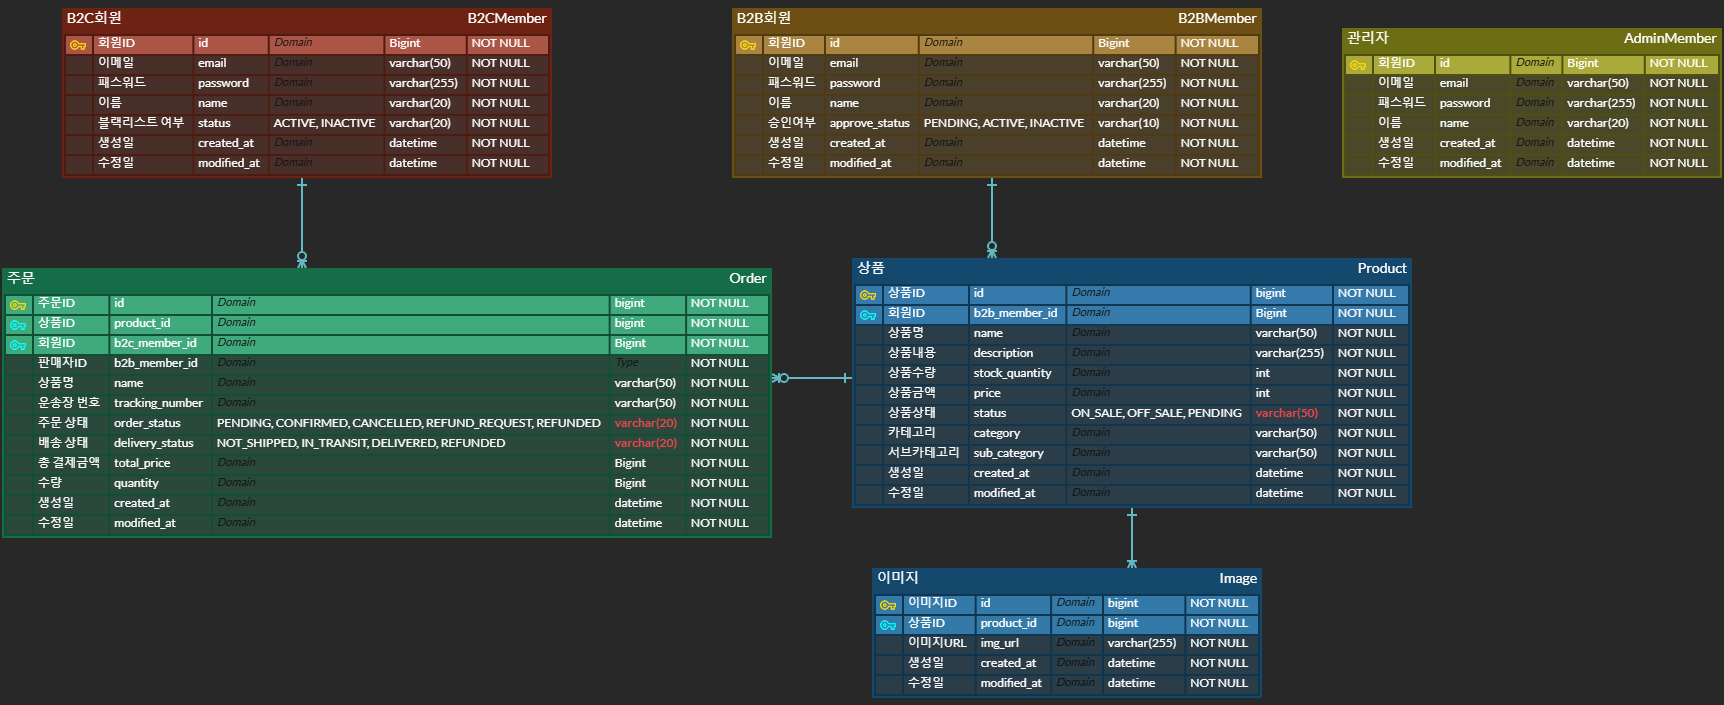 B2C회원 B2CMember
회원ID id Domain Bigint NOT NULL
이메일 email varchar(50) NOT NULL
패스워드 password Domain varchar(255) NOT NULL
이름 name Domain varchar(20) NOT NULL
블랙리스트 여부 status ACTIVE, INACTIVE varchar(20) NOT NULL
생성일 created_at Domain datetime NOT NULL
수정일 modified_at Domain datetime NOT NULL
B2B회원 B2BMember
회원ID id Domain Bigint NOT NULL
이메일 email Domain varchar(50) NOT NULL
패스워드 password Domain varchar(255) NOT NULL
이름 name Domain varchar(20) NOT NULL
승인여부 approve_status PENDING, ACTIVE, INACTIVE varchar(10) NOT NULL
생성일 created_at Domain datetime NOT NULL
수정일 modified_at Domain datetime NOT NULL
관리자 AdminMember
회원ID id Domain Bigint NOT NULL
이메일 email Domain varchar(50) NOT NULL
패스워드 password Domain varchar(255) NOT NULL
이름 name Domain varchar(20) NOT NULL
생성일 created_at Domain datetime NOT NULL
수정일 modified_at Domain datetime NOT NULL
주문 Order
주문ID id Domain bigint NOT NULL
상품ID product_id Domain bigint NOT NULL
회원ID b2c_member_id Domain Bigint NOT NULL
판매자ID b2b_member_id Domain Type NOT NULL
상품명 name Domain varchar(50) NOT NULL
운송장 번호 tracking_number Domain varchar(50) NOT NULL
주문 상태 order_status PENDING, CONFIRMED, CANCELLED, REFUND_REQUEST, REFUNDED varchar(20) NOT NULL
배송 상태 delivery_status NOT_SHIPPED, IN_TRANSIT, DELIVERED, REFUNDED varchar(20) NOT NULL
총 결제금액 total_price Domain Bigint NOT NULL
수량 quantity Domain Bigint NOT NULL
생성일 created_at Domain datetime NOT NULL
수정일 modified_at Domain datetime NOT NULL
상품 Product
상품ID id Domain bigint NOT NULL
회원ID b2b_member_id Domain Bigint NOT NULL
상품명 name Domain varchar(50) NOT NULL
상품내용 description Domain varchar(255) NOT NULL
상품수량 stock_quantity Domain int NOT NULL
상품금액 price Domain int NOT NULL
상품상태 status ON_SALE, OFF_SALE, PENDING varchar(50) NOT NULL
카테고리 category Domain varchar(50) NOT NULL
서브카테고리 sub_category Domain varchar(50) NOT NULL
생성일 created_at Domain datetime NOT NULL
수정일 modified_at Domain datetime NOT NULL
이미지 Image
이미지ID id Domain bigint NOT NULL
상품ID product_id Domain bigint NOT NULL
이미지URL img_url Domain varchar(255) NOT NULL
생성일 created_at Domain datetime NOT NULL
수정일 modified_at Domain datetime NOT NULL